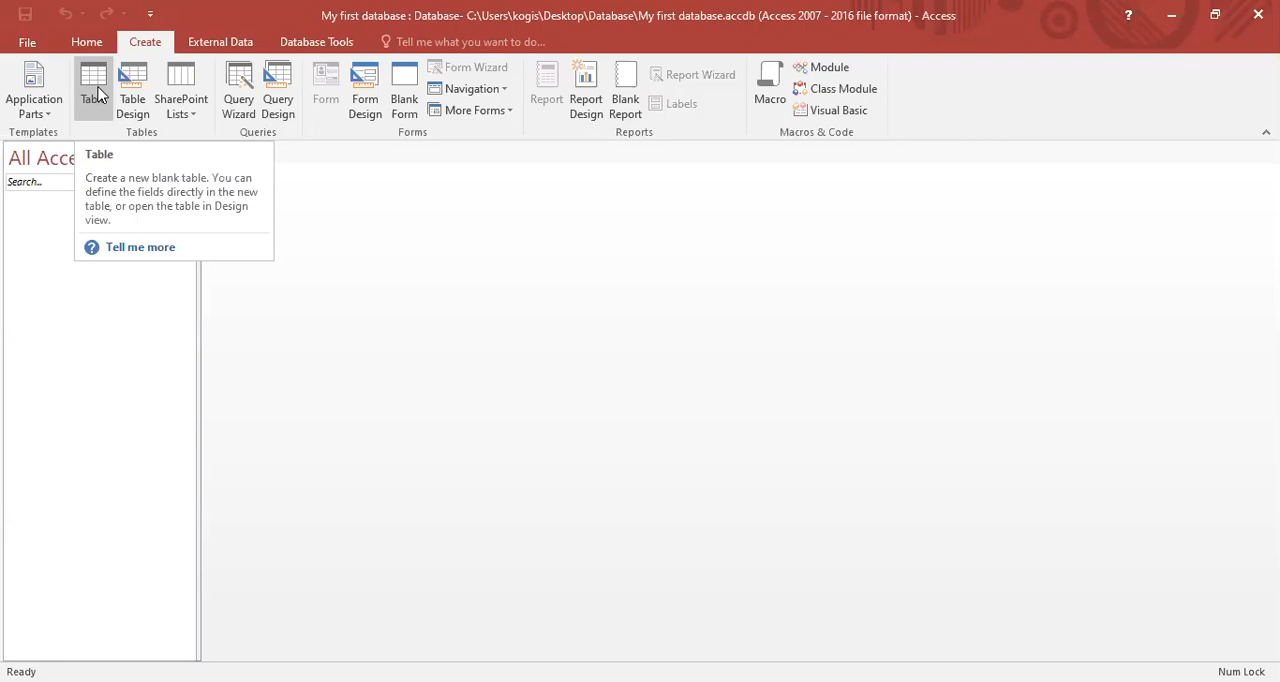 My first database : Database- C:\Users\kogis\Desktop\Database\My first database.accdb (Access 2007 - 2016 file format) - Access
?
File Home Create External Data Database Tools Tell me what you want to do...
Application Parts
Templates
Table
Table Design
SharePoint Lists
Tables
Query Wizard
Query Design
Queries
Form
Form Design
Blank Form
Form Wizard
Navigation
More Forms
Forms
Report
Report Design
Blank Report
Report Wizard
Labels
Reports
Macro
Module
Class Module
Visual Basic
Macros & Code
All Acce
Search...
Table
Create a new blank table. You can
define the fields directly in the new
table, or open the table in Design
view.
? Tell me more
Ready
Num Lock